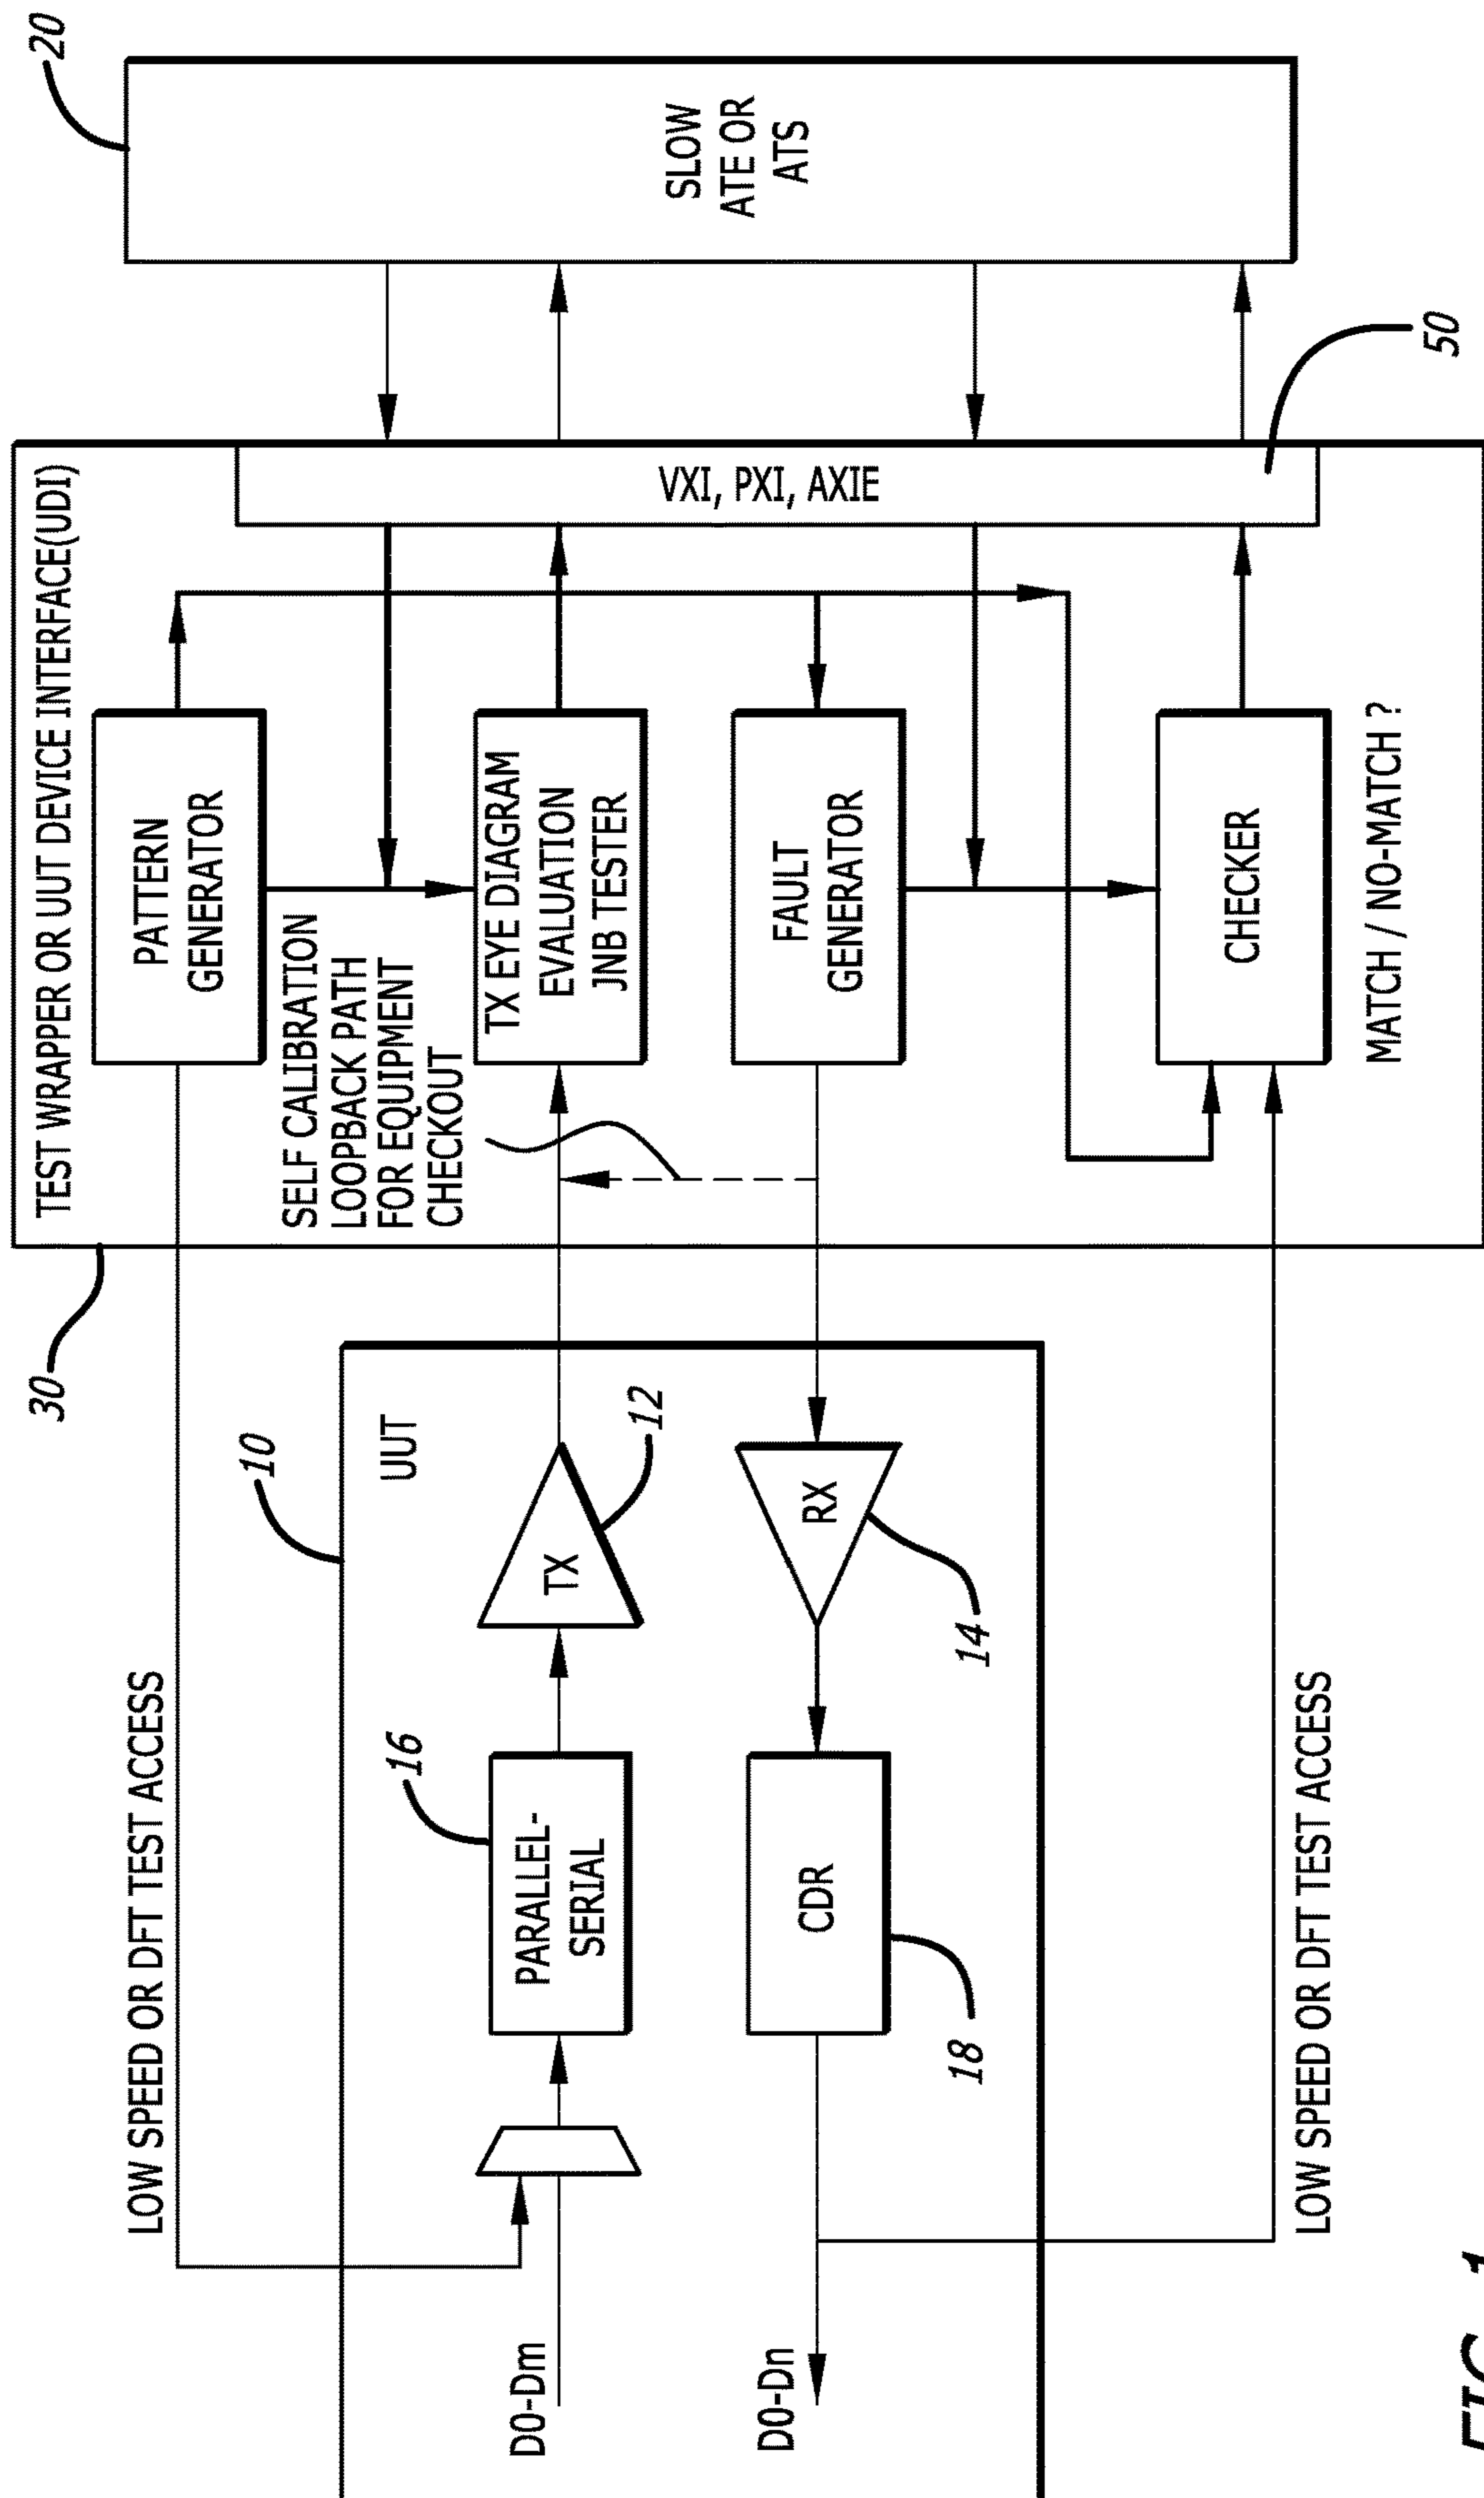 20
SLOW
ATE OR
ATS
TEST WRAPPER OR UUT DEVICE INTERFACE(UDI)
VXI, PXI, AXIE
50
PATTERN
GENERATOR
TX EYE DIAGRAM
EVALUATION
JNB TESTER
FAULT
GENERATOR
CHECKER
MATCH / NO-MATCH ?
SELF CALIBRATION
LOOPBACK PATH
FOR EQUIPMENT
CHECKOUT
30
10
UUT
TX
12
RX
14
LOW SPEED OR DFT TEST ACCESS
16
PARALLEL-
SERIAL
CDR
18
LOW SPEED OR DFT TEST ACCESS
D0-Dm
D0-Dn
FIG. 1